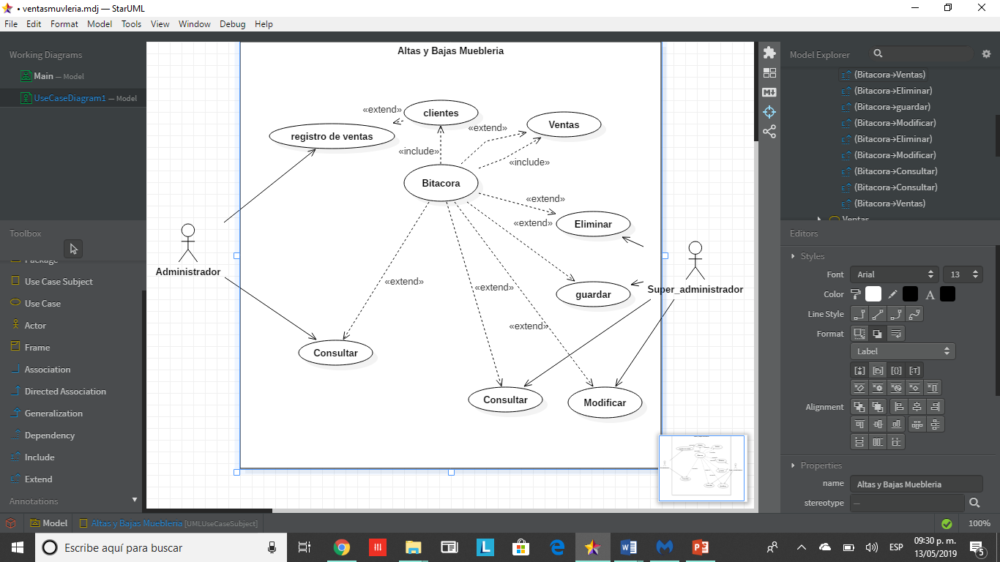 • ventasmuvleria.mdj — StarUML
File Edit Format Model Tools View Window Debug Help
Working Diagrams
Main — Model
UseCaseDiagram1 — Model
Toolbox
Package
Use Case Subject
Use Case
Actor
Frame
Association
Directed Association
Generalization
Dependency
Include
Extend
Annotations
Altas y Bajas Muebleria
«extend»
clientes
registro de ventas
«extend»
Ventas
«include»
«include»
Bitacora
«extend»
«extend»
Eliminar
Administrador
«extend»
«extend»
guardar
Super_administrador
«extend»
Consultar
Consultar
Modificar
Model Explorer
(Bitacora→Ventas)
(Bitacora→Eliminar)
(Bitacora→guardar)
(Bitacora→Modificar)
(Bitacora→Eliminar)
(Bitacora→Modificar)
(Bitacora→Consultar)
(Bitacora→Consultar)
(Bitacora→Ventas)
Ventas
Editors
Styles
Font Arial 13
Color A
Line Style
Format
Label
Alignment
Properties
name Altas y Bajas Muebleria
stereotype —
Model Altas y Bajas Muebleria [UMLUseCaseSubject] 100%
Escribe aquí para buscar
ESP
09:30 p. m.
13/05/2019
5